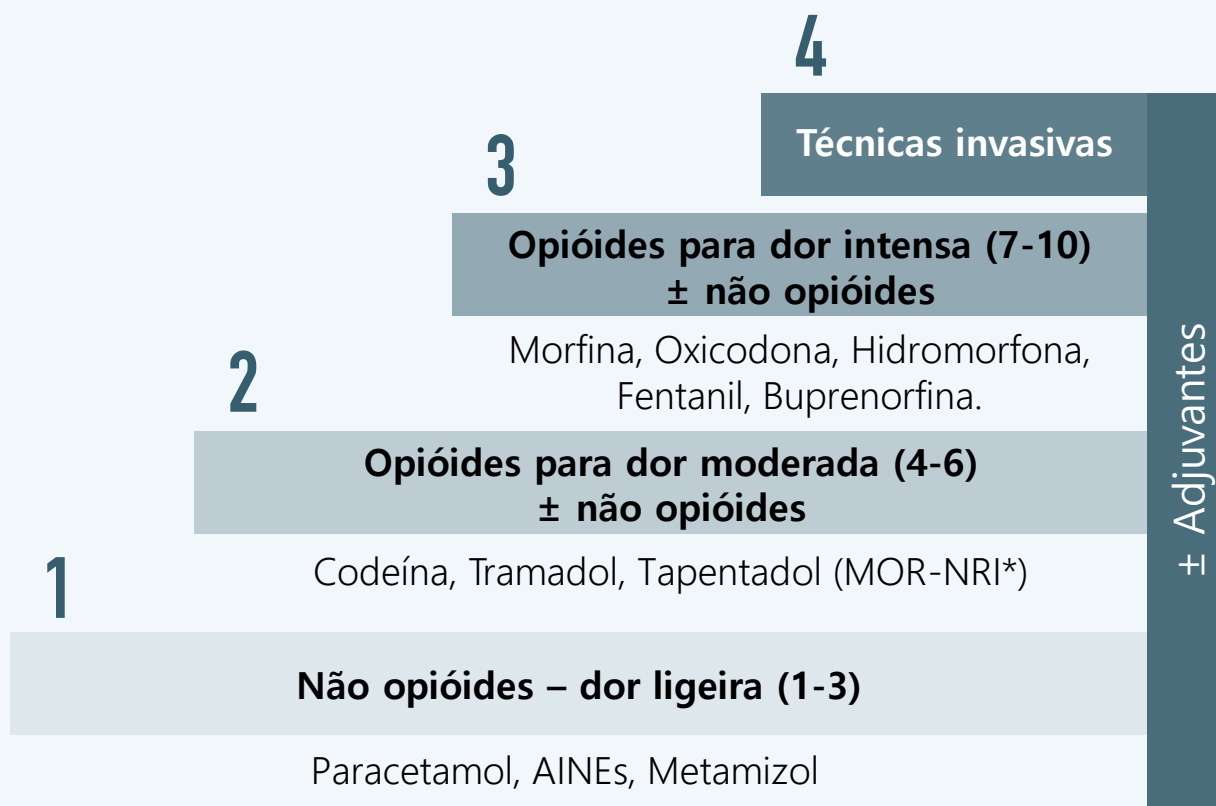 4
Técnicas invasivas
3
Opióides para dor intensa (7-10)
± não opióides
Morfina, Oxicodona, Hidromorfona,
Fentanil, Buprenorfina.
2
Opióides para dor moderada (4-6)
± não opióides
Codeína, Tramadol, Tapentadol (MOR-NRI*)
1
Não opióides – dor ligeira (1-3)
Paracetamol, AINEs, Metamizol
± Adjuvantes